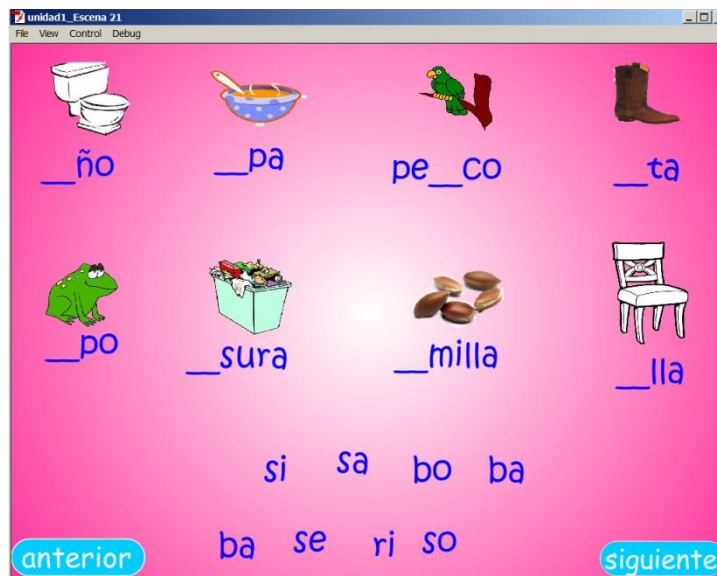 unidad1_Escena 21
File View Control Debug
__ño __pa pe__co __ta
__po __sura __milla __lla
si sa bo ba
ba se ri so
anterior siguiente